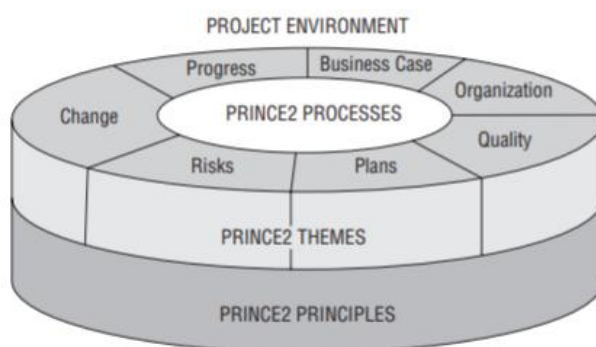 PROJECT ENVIRONMENT
Progress
Business Case
Organization
Change
PRINCE2 PROCESSES
Quality
Risks
Plans
PRINCE2 THEMES
PRINCE2 PRINCIPLES